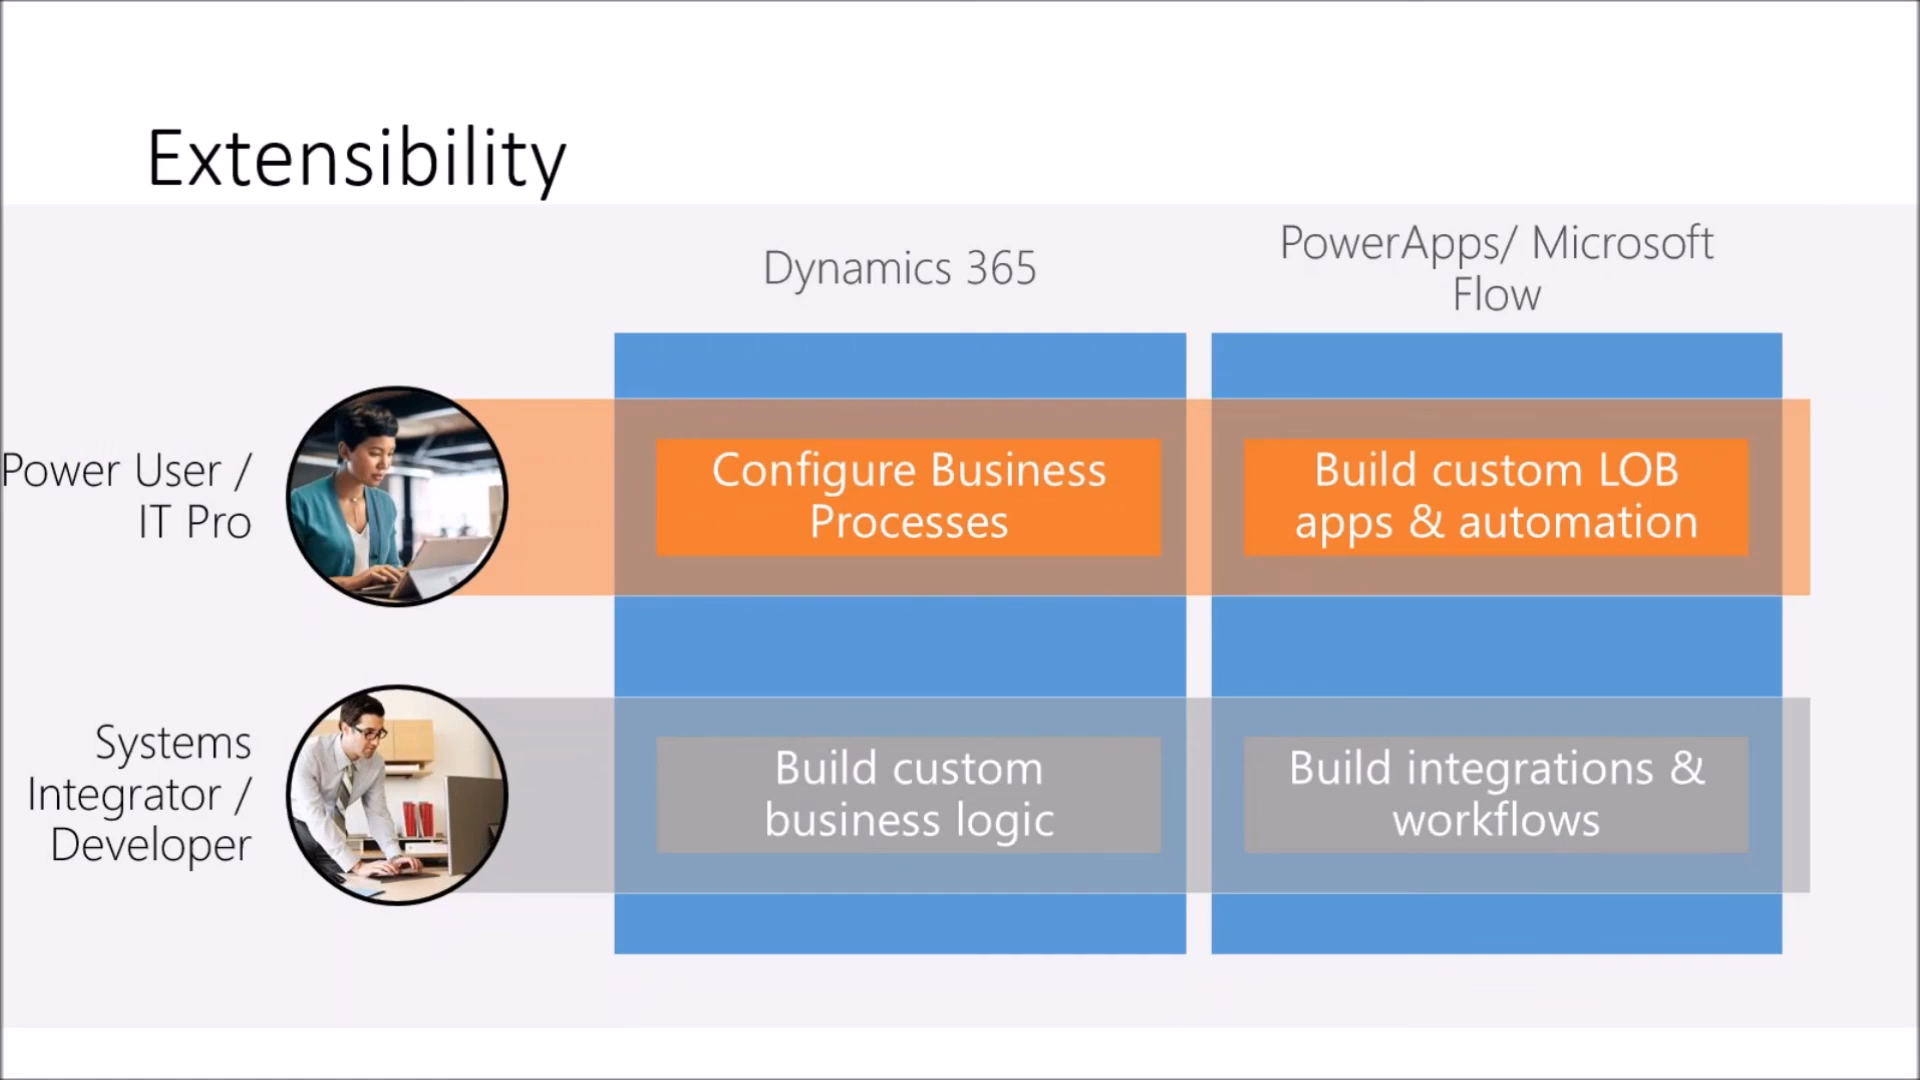 Extensibility
Dynamics 365
PowerApps/ Microsoft
Flow
Power User /
IT Pro
Configure Business
Processes
Build custom LOB
apps & automation
Systems
Integrator /
Developer
Build custom
business logic
Build integrations &
workflows